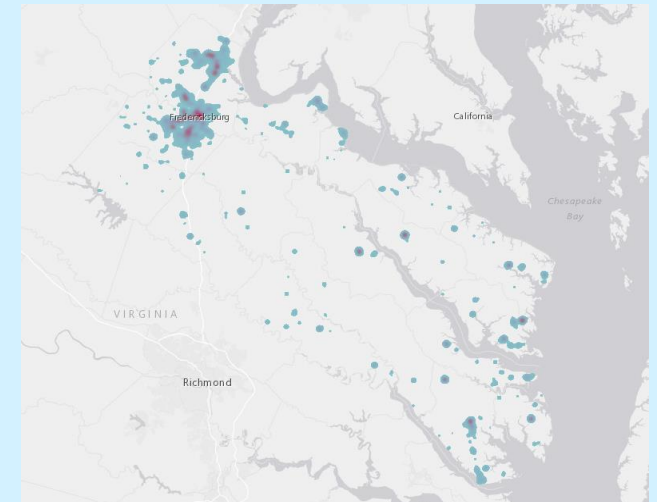 Fredericksburg
California
Chesapeake
Bay
VIRGINIA
Richmond